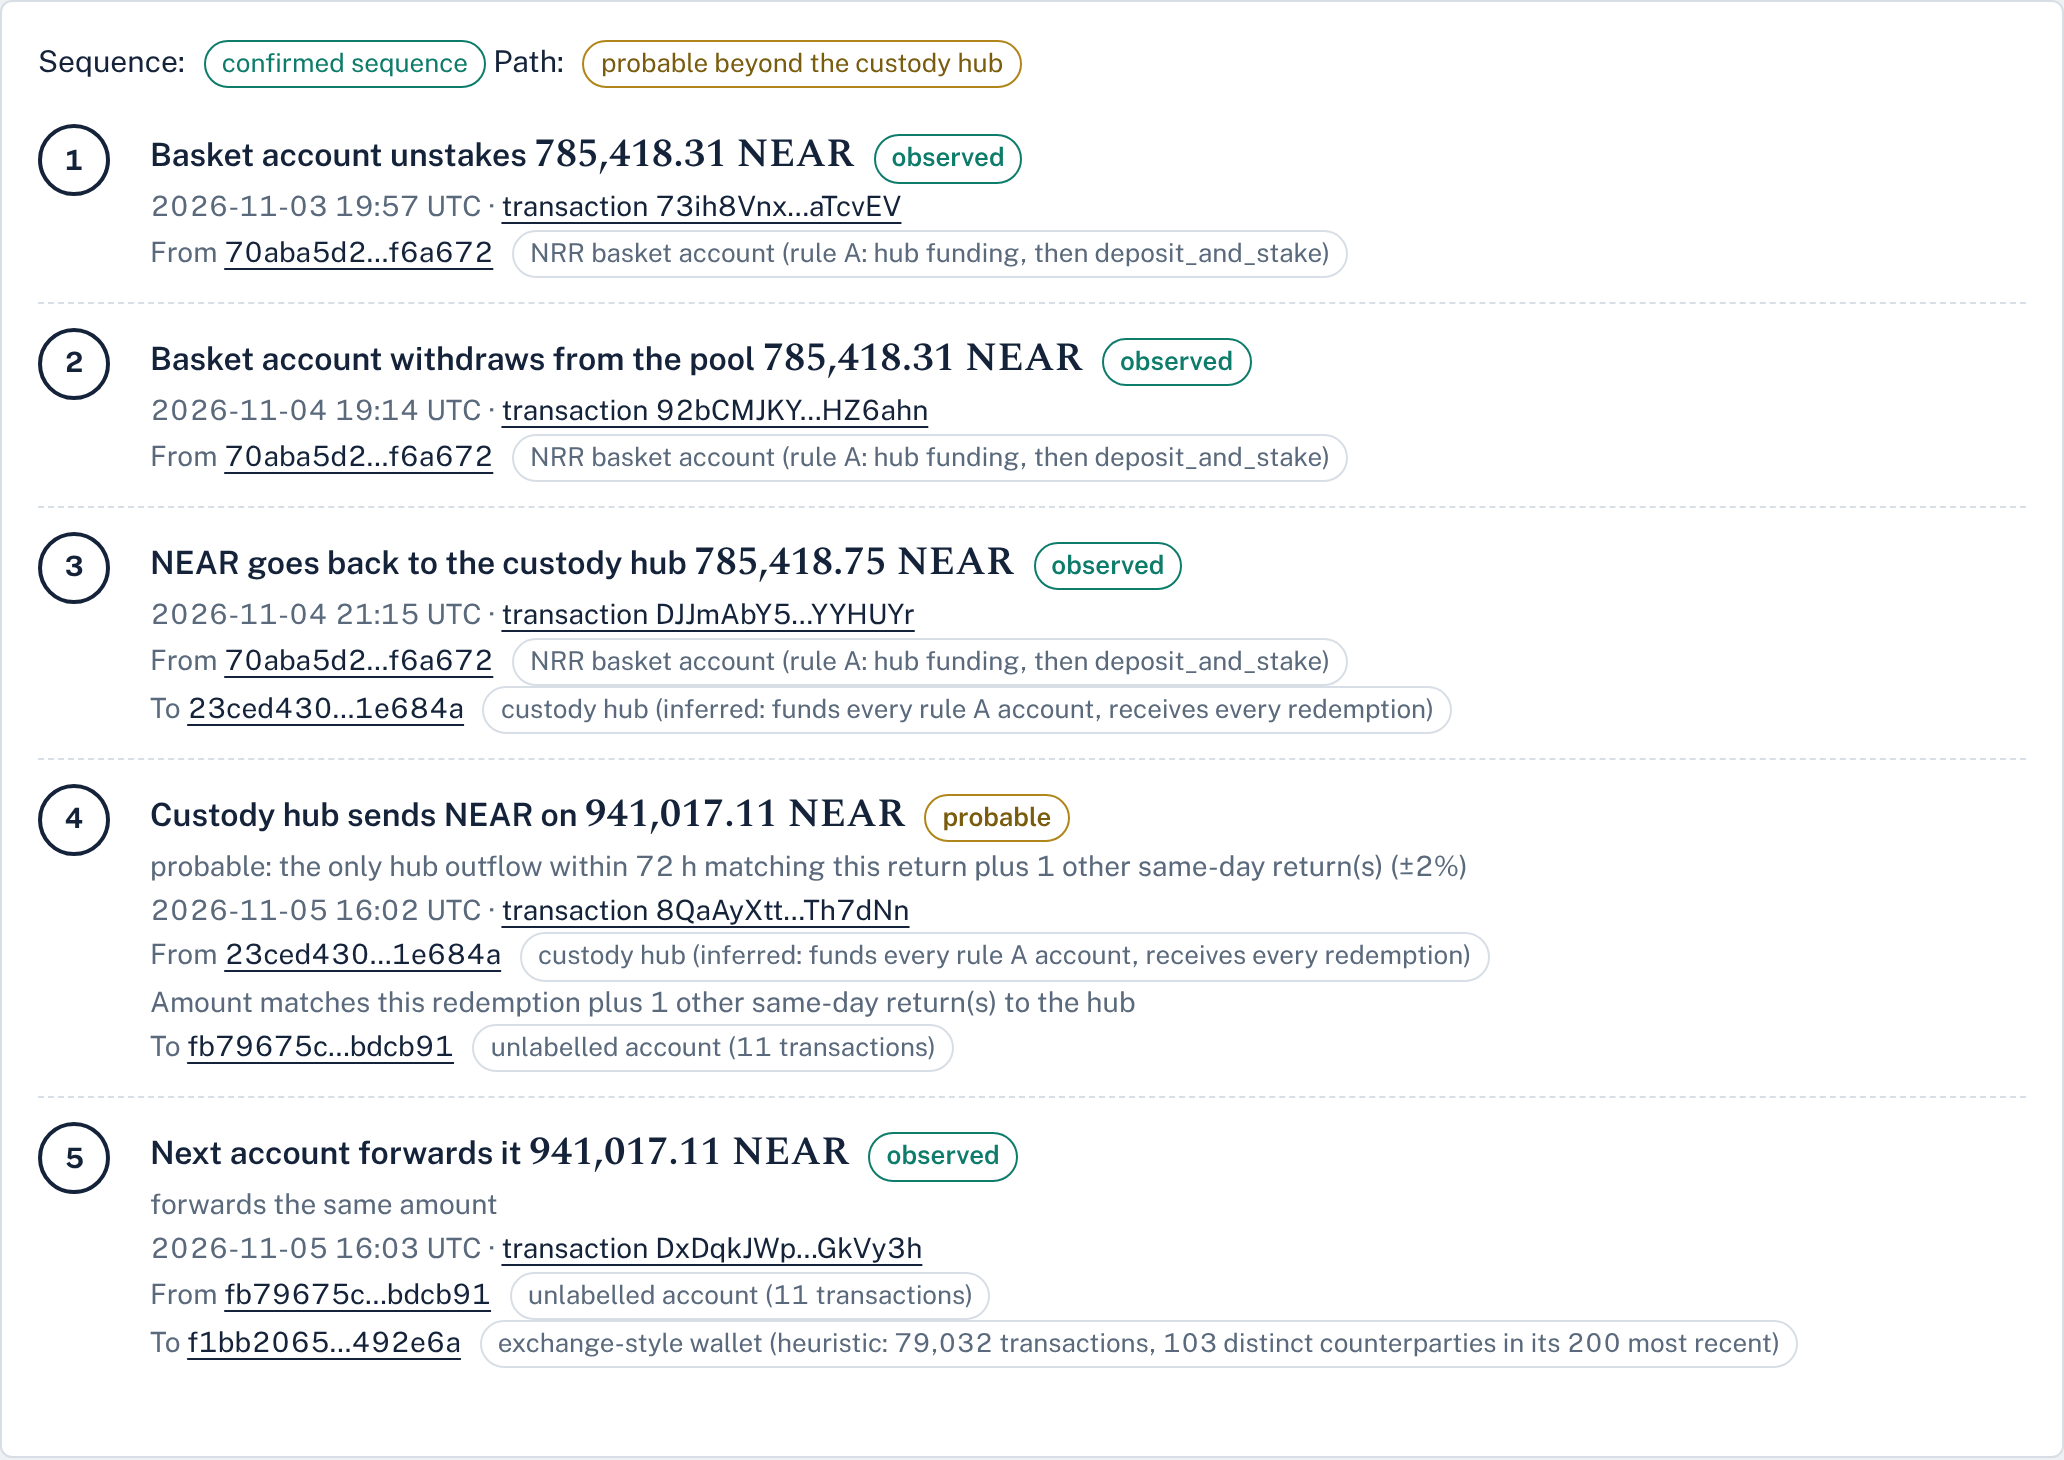 Sequence: confirmed sequence Path: probable beyond the custody hub
1
Basket account unstakes 785,418.31 NEAR observed
2026-11-03 19:57 UTC · transaction 73ih8Vnx…aTcvEV
From 70aba5d2…f6a672 NRR basket account (rule A: hub funding, then deposit_and_stake)
2
Basket account withdraws from the pool 785,418.31 NEAR observed
2026-11-04 19:14 UTC · transaction 92bCMJKY…HZ6ahn
From 70aba5d2…f6a672 NRR basket account (rule A: hub funding, then deposit_and_stake)
3
NEAR goes back to the custody hub 785,418.75 NEAR observed
2026-11-04 21:15 UTC · transaction DJJmAbY5…YYHUYr
From 70aba5d2…f6a672 NRR basket account (rule A: hub funding, then deposit_and_stake)
To 23ced430…1e684a custody hub (inferred: funds every rule A account, receives every redemption)
4
Custody hub sends NEAR on 941,017.11 NEAR probable
probable: the only hub outflow within 72 h matching this return plus 1 other same-day return(s) (±2%)
2026-11-05 16:02 UTC · transaction 8QaAyXtt…Th7dNn
From 23ced430…1e684a custody hub (inferred: funds every rule A account, receives every redemption)
Amount matches this redemption plus 1 other same-day return(s) to the hub
To fb79675c…bdcb91 unlabelled account (11 transactions)
5
Next account forwards it 941,017.11 NEAR observed
forwards the same amount
2026-11-05 16:03 UTC · transaction DxDqkJWp…GkVy3h
From fb79675c…bdcb91 unlabelled account (11 transactions)
To f1bb2065…492e6a exchange-style wallet (heuristic: 79,032 transactions, 103 distinct counterparties in its 200 most recent)